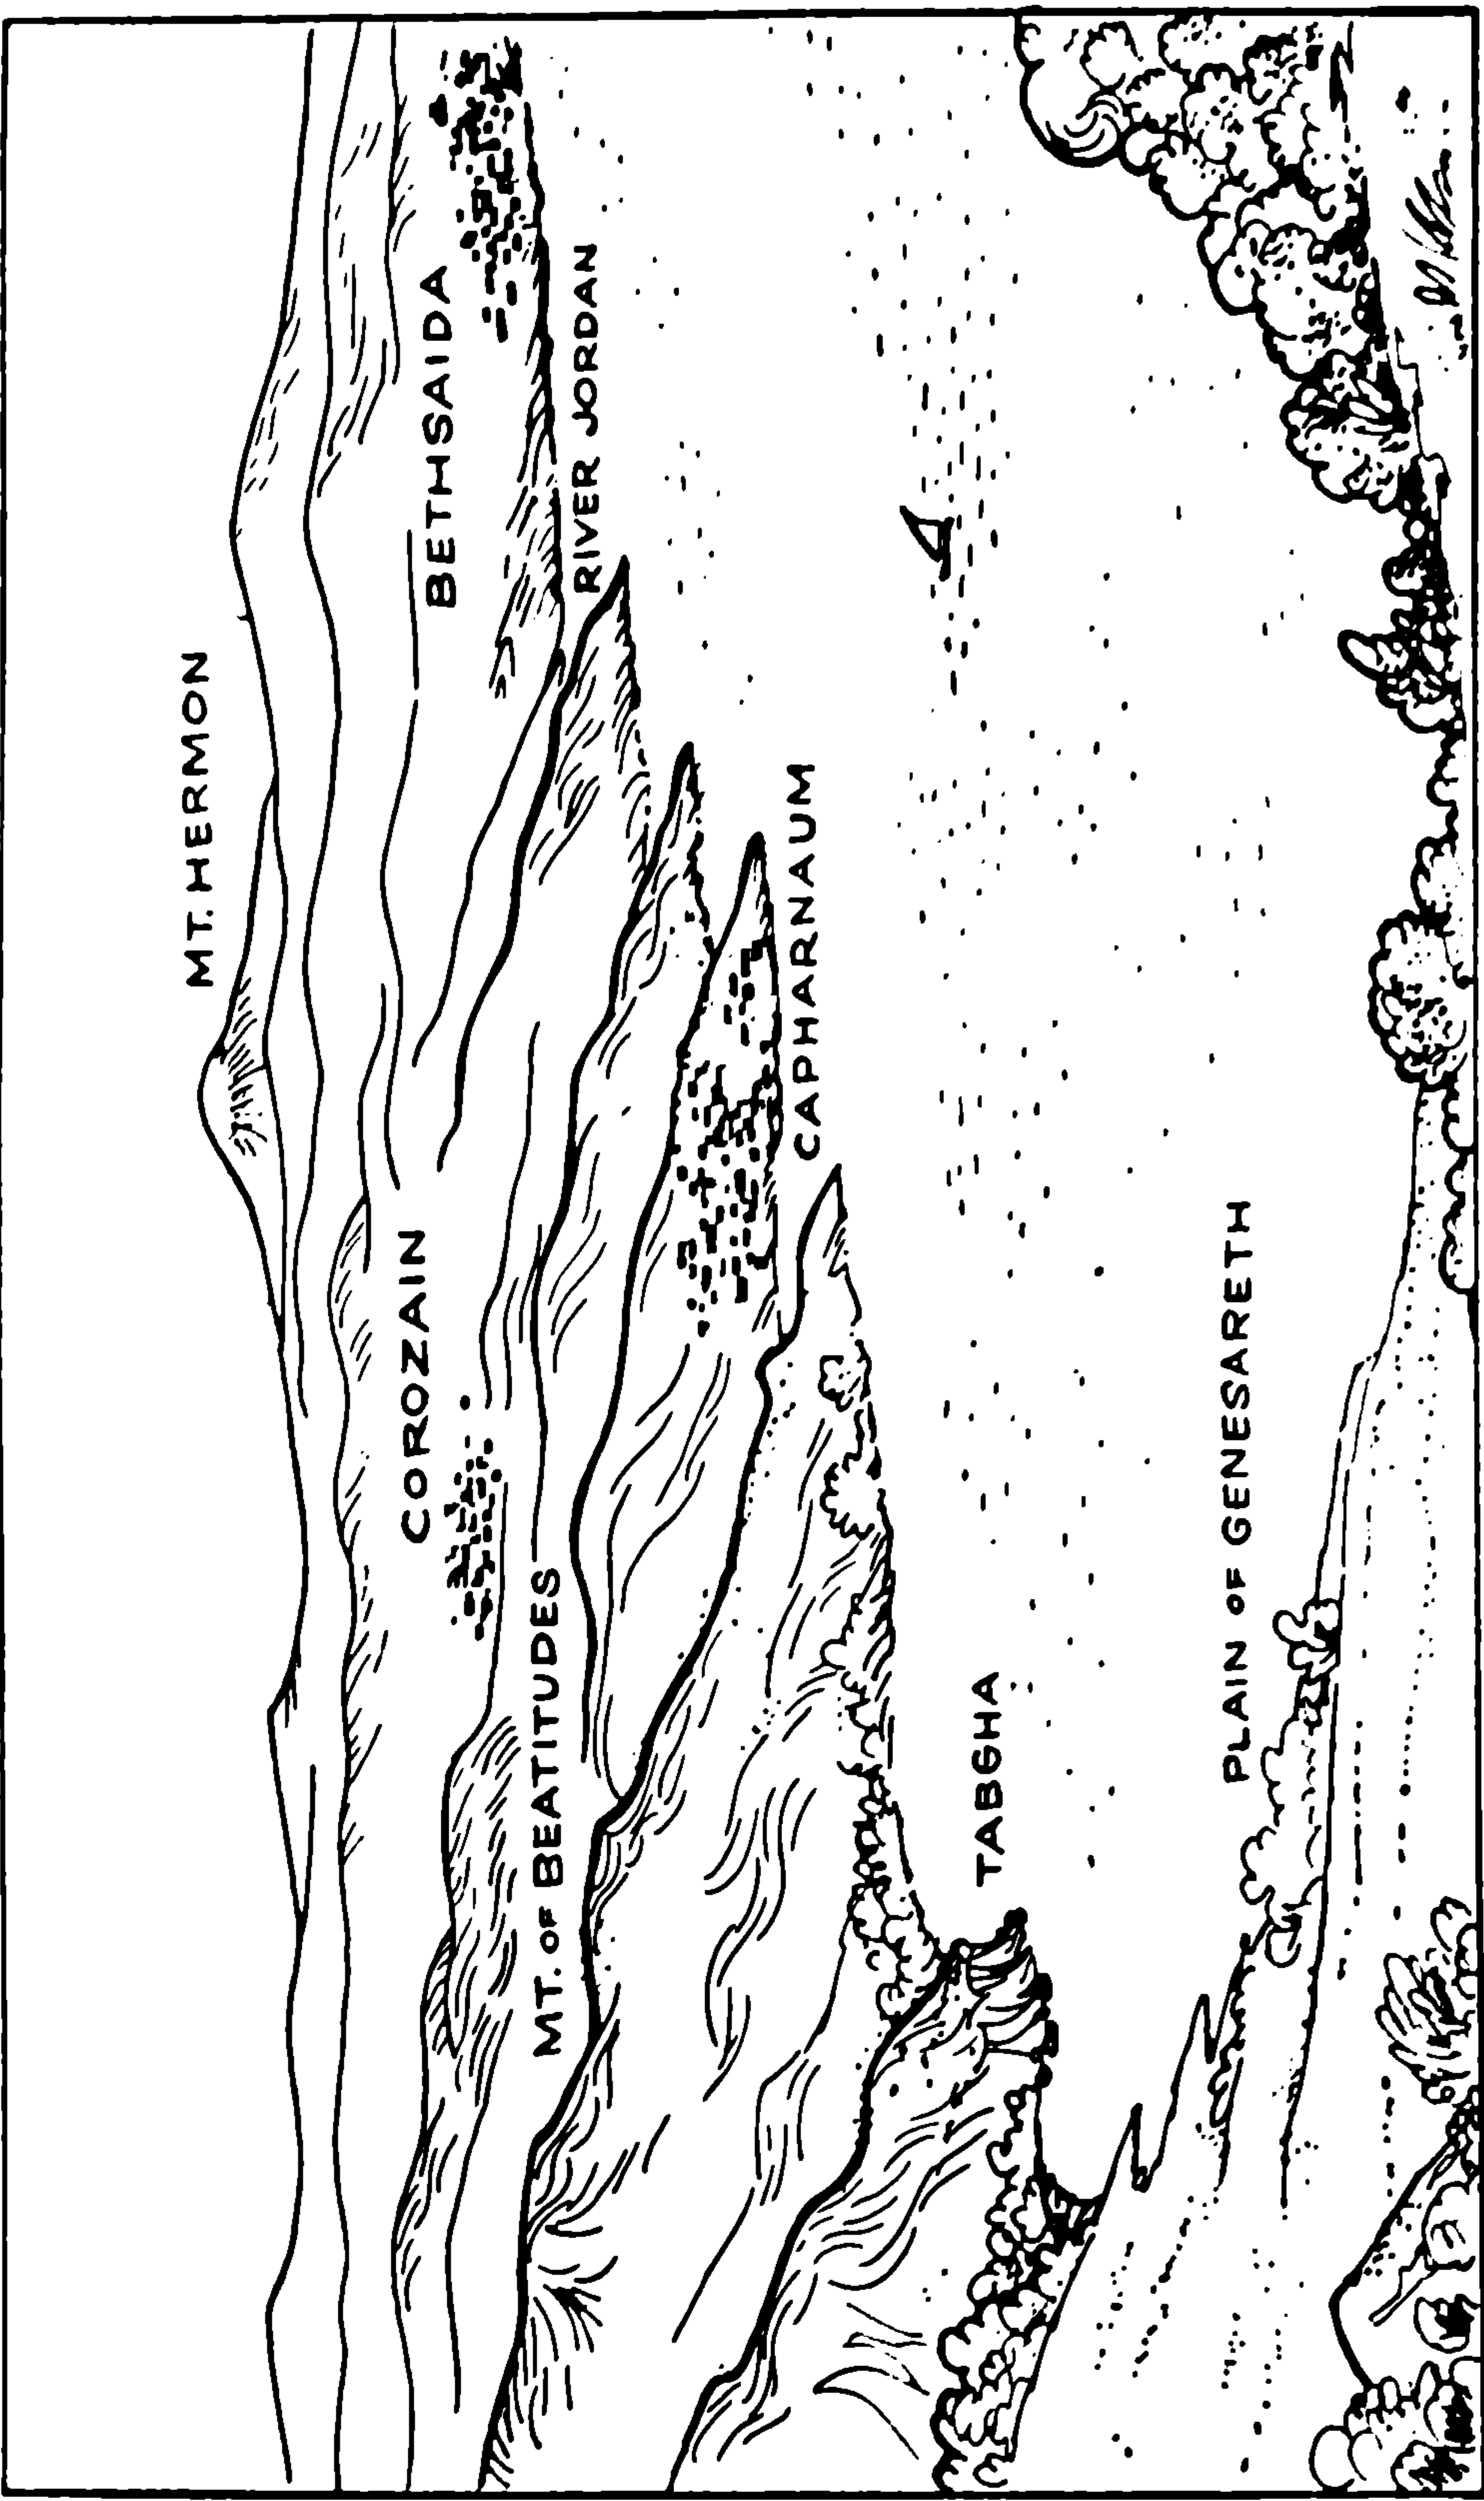 MT. HERMON
COROZAIN
BETHSAIDA
MT. OF BEATITUDES
RIVER JORDAN
CAPHARNAUM
TABGHA
PLAIN OF GENESARETH